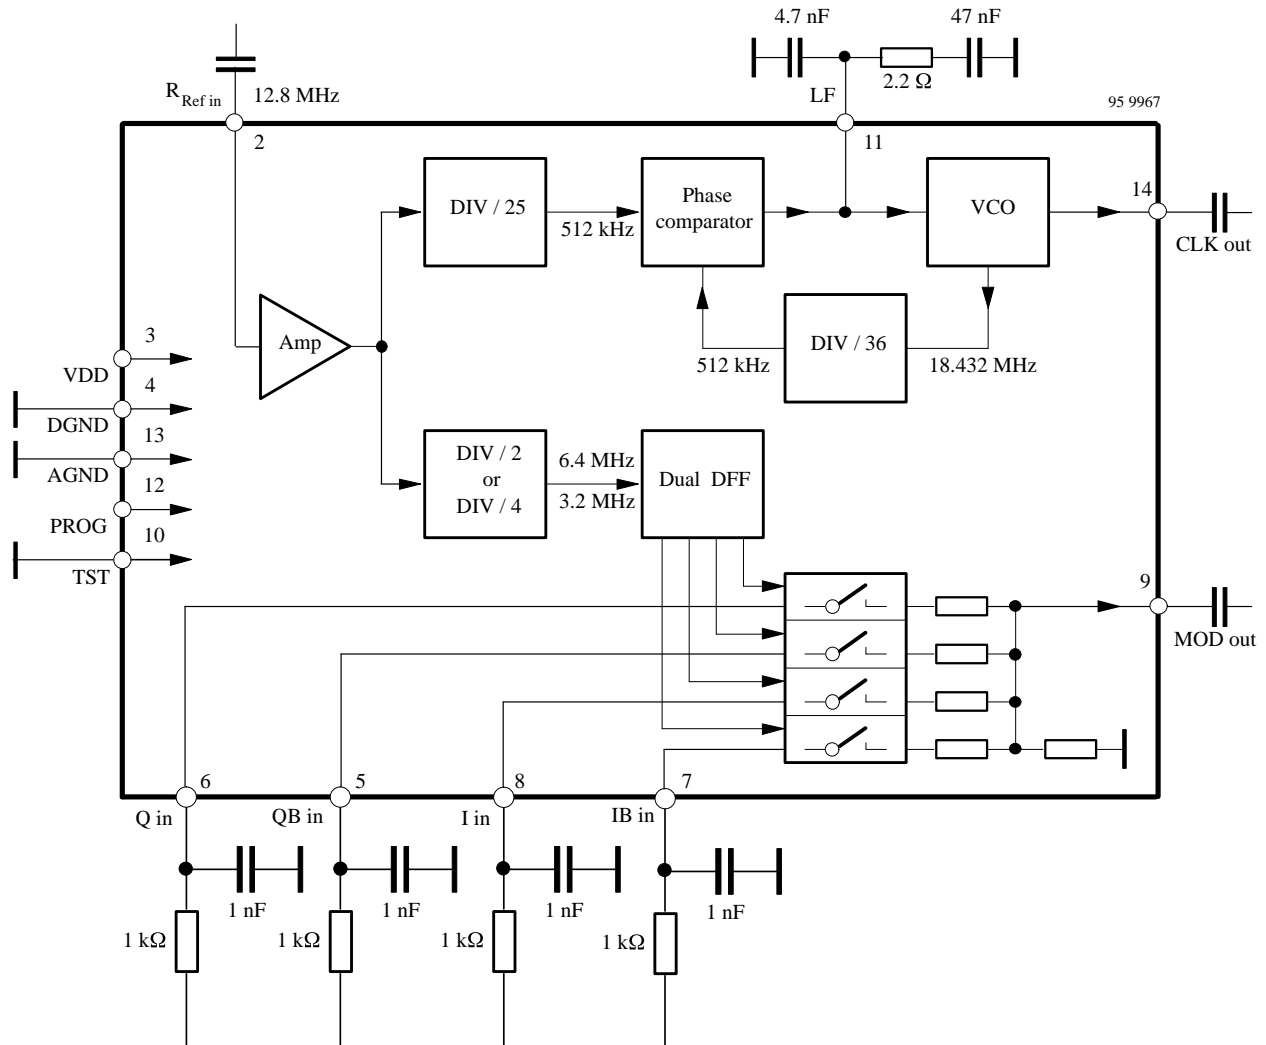 4.7 nF
47 nF
R Ref in
12.8 MHz
LF
2.2 Ω
95 9967
2
11
14
DIV / 25
512 kHz
Phase
comparator
VCO
CLK out
Amp
512 kHz
DIV / 36
18.432 MHz
3
VDD
4
DGND
13
AGND
12
PROG
10
TST
DIV / 2
or
DIV / 4
6.4 MHz
3.2 MHz
Dual DFF
9
MOD out
6
5
8
7
Q in
QB in
I in
IB in
1 nF
1 nF
1 nF
1 nF
1 kΩ
1 kΩ
1 kΩ
1 kΩ